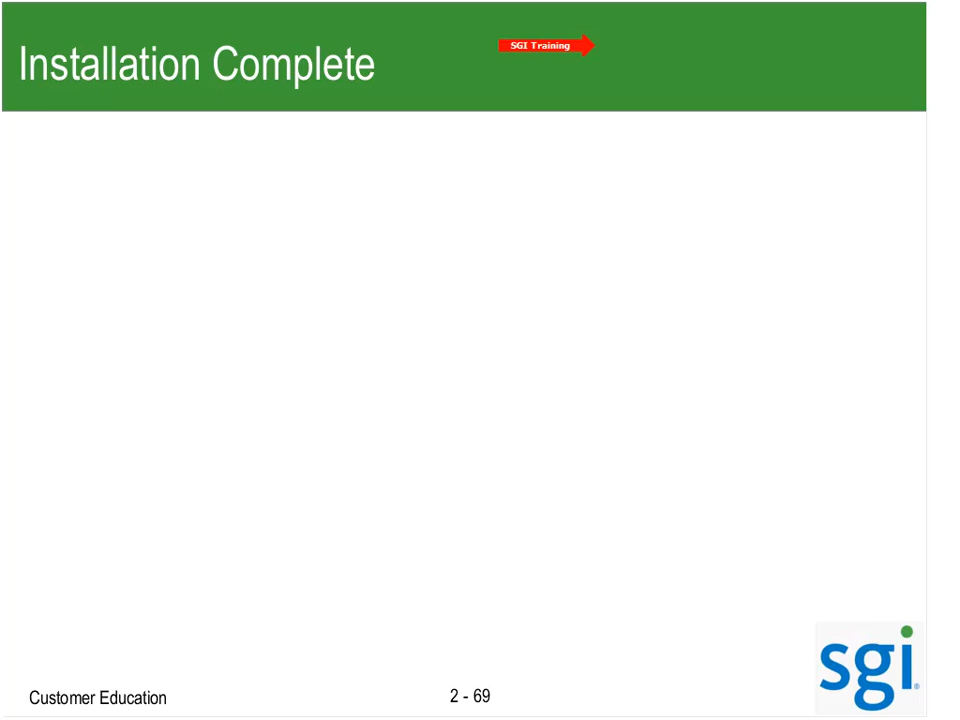 Installation Complete
SGI Training
Customer Education
2 - 69
sgi®